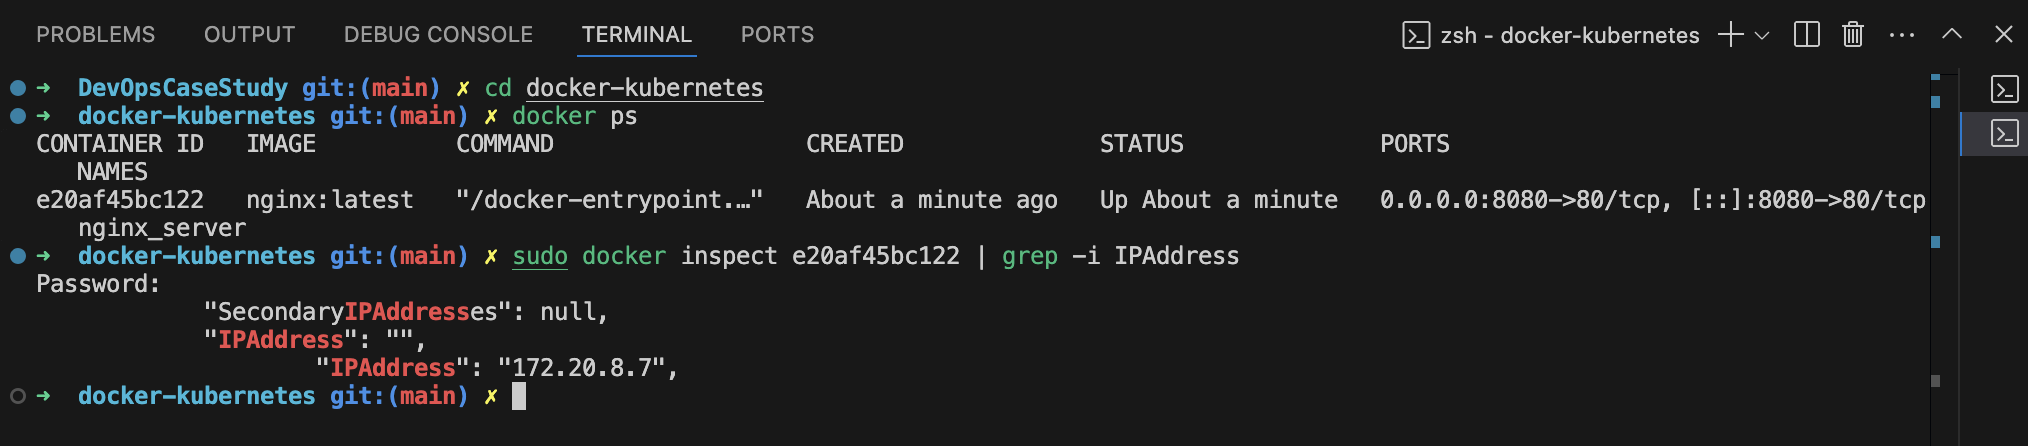 PROBLEMS OUTPUT DEBUG CONSOLE TERMINAL PORTS zsh - docker-kubernetes
➜ DevOpsCaseStudy git:(main) ✗ cd docker-kubernetes
➜ docker-kubernetes git:(main) ✗ docker ps
CONTAINER ID IMAGE COMMAND CREATED STATUS PORTS
NAMES
e20af45bc122 nginx:latest "/docker-entrypoint.…" About a minute ago Up About a minute 0.0.0.0:8080->80/tcp, [::]:8080->80/tcp
nginx_server
➜ docker-kubernetes git:(main) ✗ sudo docker inspect e20af45bc122 | grep -i IPAddress
Password:
"SecondaryIPAddresses": null,
"IPAddress": "",
"IPAddress": "172.20.8.7",
➜ docker-kubernetes git:(main) ✗